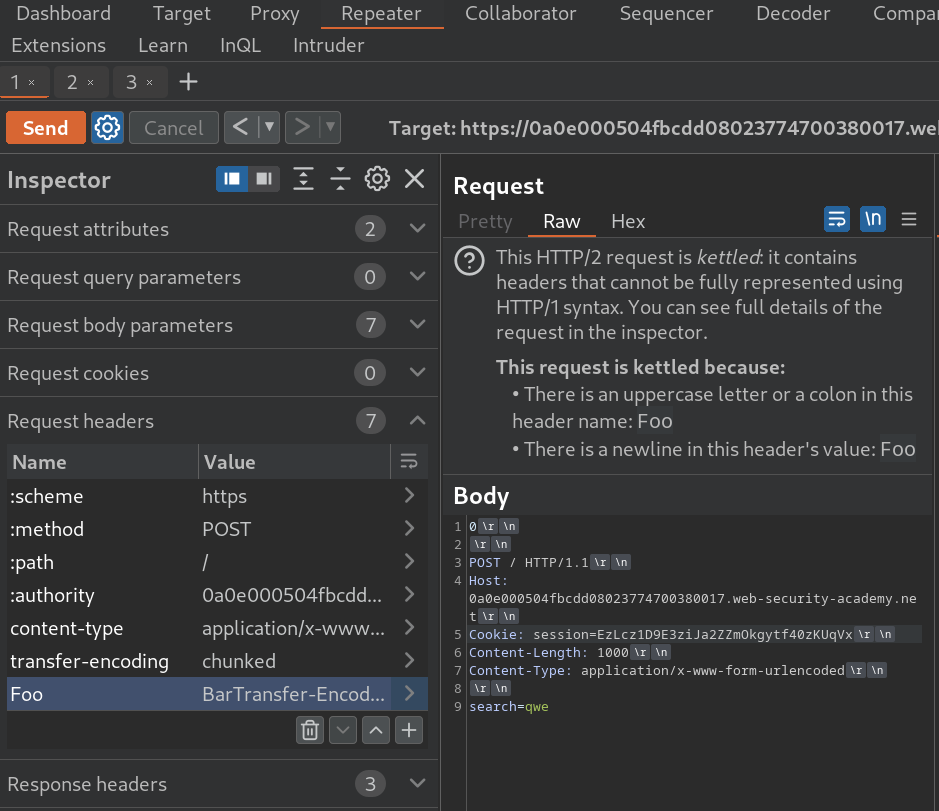 Dashboard Target Proxy Repeater Collaborator Sequencer Decoder Compar
Extensions Learn InQL Intruder
1 × 2 × 3 × +
Send Cancel < ▼ > ▼ Target: https://0a0e000504fbcdd08023774700380017.web
Inspector
Request attributes 2
Request query parameters 0
Request body parameters 7
Request cookies 0
Request headers 7
Name Value
:scheme https
:method POST
:path /
:authority 0a0e000504fbcdd...
content-type application/x-www...
transfer-encoding chunked
Foo BarTransfer-Encod...
Response headers 3
Request
Pretty Raw Hex \n
This HTTP/2 request is kettled: it contains
headers that cannot be fully represented using
HTTP/1 syntax. You can see full details of the
request in the inspector.
This request is kettled because:
• There is an uppercase letter or a colon in this
header name: Foo
• There is a newline in this header's value: Foo
Body
1 0 \r \n
2 \r \n
3 POST / HTTP/1.1 \r \n
4 Host:
0a0e000504fbcdd08023774700380017.web-security-academy.ne
t \r \n
5 Cookie: session=EzLcz1D9E3ziJa2ZZmOkgytf40zKUqVx \r \n
6 Content-Length: 1000 \r \n
7 Content-Type: application/x-www-form-urlencoded \r \n
8 \r \n
9 search=qwe